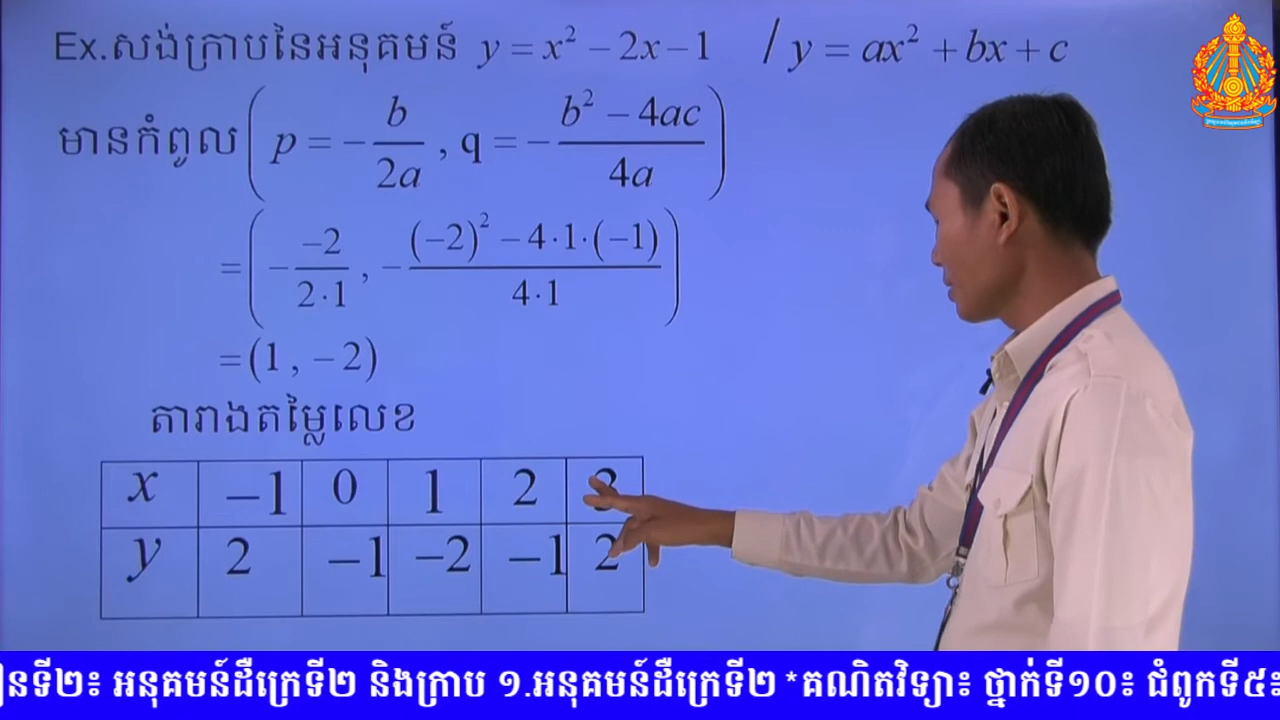 Ex.សង់ក្រាបនៃអនុគមន៍ y = x² − 2x − 1 / y = ax² + bx + c
មានកំពូល ( p = − b/2a , q = − (b² − 4ac)/4a )
= ( − −2/(2·1) , − ((−2)² − 4·1·(−1))/(4·1) )
= (1 , −2)
តារាងតម្លៃលេខ
x −1 0 1 2 3
y 2 −1 −2 −1 2
រៀនទី២៖ អនុគមន៍ដឺក្រេទី២ និងក្រាប ១.អនុគមន៍ដឺក្រេទី២ *គណិតវិទ្យា៖ ថ្នាក់ទី១០៖ ជំពូកទី៥៖